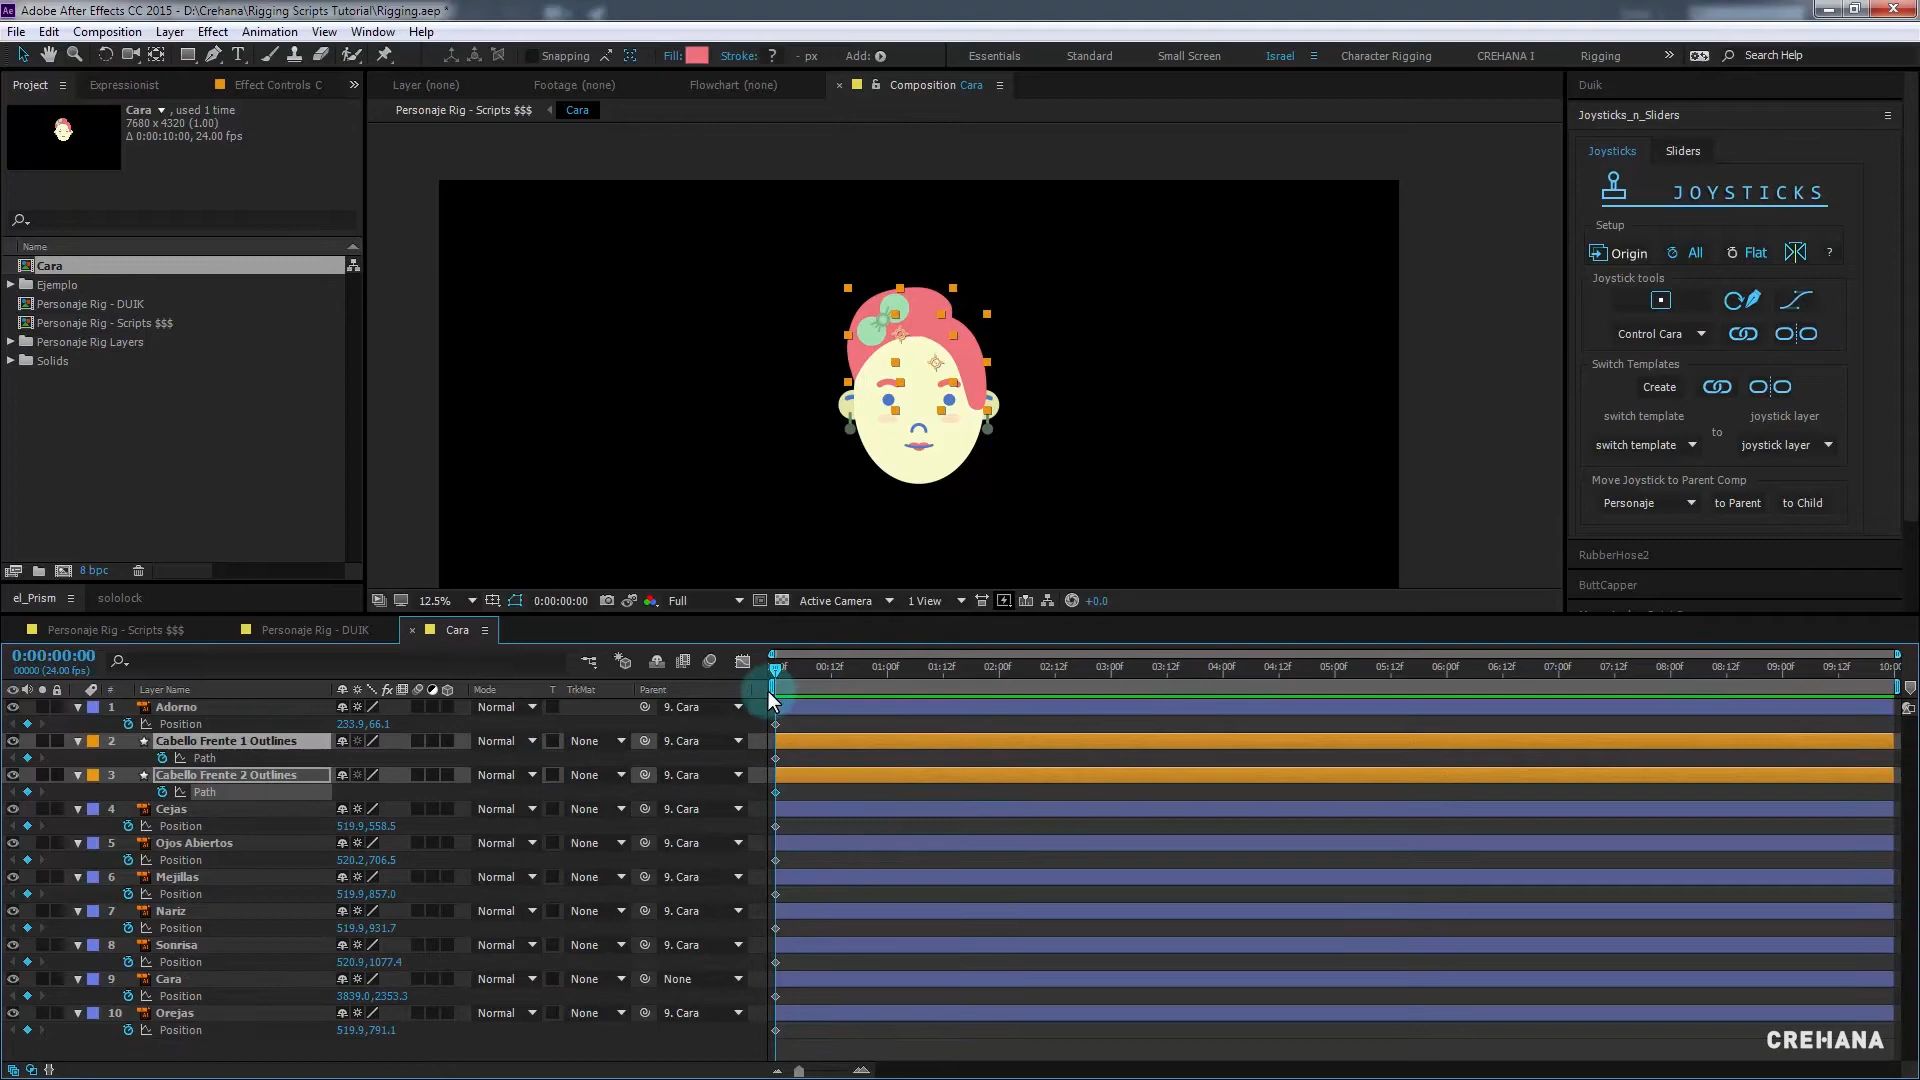 Adobe After Effects CC 2015 - D:\Crehana\Rigging Scripts Tutorial\Rigging.aep *
File Edit Composition Layer Effect Animation View Window Help
Snapping Fill: Stroke: ? - px Add: Essentials Standard Small Screen Israel Character Rigging CREHANA I Rigging Search Help
Project Expressionist Effect Controls C Layer (none) Footage (none) Flowchart (none) Composition Cara Duik
Cara , used 1 time
7680 x 4320 (1.00)
Δ 0:00:10:00, 24.00 fps
Personaje Rig - Scripts $$$ Cara
Joysticks_n_Sliders
Joysticks Sliders
JOYSTICKS
Setup
Origin All Flat ?
Joystick tools
Control Cara
Switch Templates
Create
switch template joystick layer
to
switch template joystick layer
Move Joystick to Parent Comp
Personaje to Parent to Child
RubberHose2
ButtCapper
Name
Cara
Ejemplo
Personaje Rig - DUIK
Personaje Rig - Scripts $$$
Personaje Rig Layers
Solids
8 bpc
el_Prism sololock
12.5% 0:00:00:00 Full Active Camera 1 View +0.0
Personaje Rig - Scripts $$$ Personaje Rig - DUIK Cara
0:00:00:00
00000 (24.00 fps)
00:12f 01:00f 01:12f 02:00f 02:12f 03:00f 03:12f 04:00f 04:12f 05:00f 05:12f 06:00f 06:12f 07:00f 07:12f 08:00f 08:12f 09:00f 09:12f 10:00
# Layer Name Mode T TrkMat Parent
1 Adorno Normal 9. Cara
Position 233.9,66.1
2 Cabello Frente 1 Outlines Normal None 9. Cara
Path
3 Cabello Frente 2 Outlines Normal None 9. Cara
Path
4 Cejas Normal None 9. Cara
Position 519.9,558.5
5 Ojos Abiertos Normal None 9. Cara
Position 520.2,706.5
6 Mejillas Normal None 9. Cara
Position 519.9,857.0
7 Nariz Normal None 9. Cara
Position 519.9,931.7
8 Sonrisa Normal None 9. Cara
Position 520.9,1077.4
9 Cara Normal None None
Position 3839.0,2353.3
10 Orejas Normal None 9. Cara
Position 519.9,791.1
CREHANA